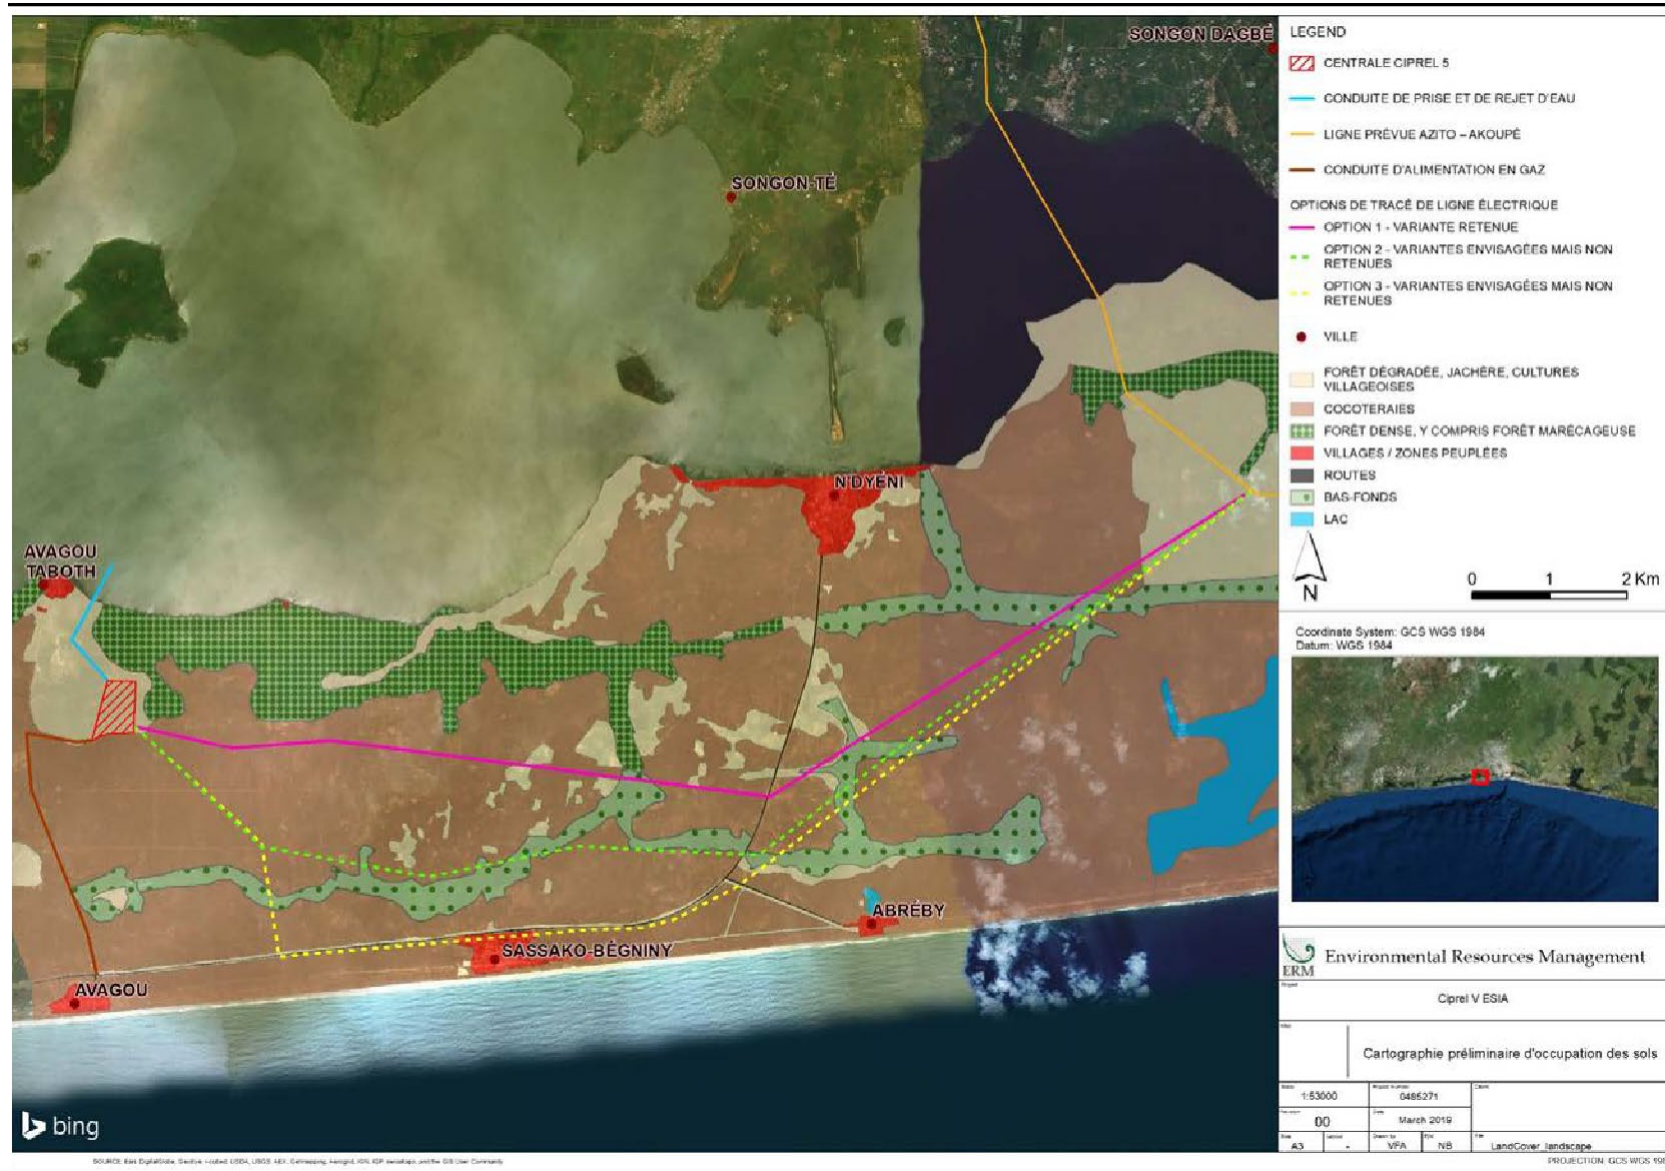 SONGON DAGBÉ
SONGON-TÉ
N'DYÉNI
AVAGOU
TABOTH
ABRÉBY
SASSAKO-BÉGNINY
AVAGOU
bing
LEGEND
CENTRALE CIPREL 5
CONDUITE DE PRISE ET DE REJET D'EAU
LIGNE PRÉVUE AZITO – AKOUPÉ
CONDUITE D'ALIMENTATION EN GAZ
OPTIONS DE TRACÉ DE LIGNE ÉLECTRIQUE
OPTION 1 - VARIANTE RETENUE
OPTION 2 - VARIANTES ENVISAGÉES MAIS NON
RETENUES
OPTION 3 - VARIANTES ENVISAGÉES MAIS NON
RETENUES
VILLE
FORÊT DÉGRADÉE, JACHÈRE, CULTURES
VILLAGEOISES
COCOTERAIES
FORÊT DENSE, Y COMPRIS FORÊT MARÉCAGEUSE
VILLAGES / ZONES PEUPLÉES
ROUTES
BAS-FONDS
LAC
N
0 1 2 Km
Coordinate System: GCS WGS 1984
Datum: WGS 1984
ERM
Environmental Resources Management
Ciprel V ESIA
Cartographie préliminaire d'occupation des sols
1:53000
0485271
00
March 2019
A3
-
VFA
NB
LandCover_landscape
PROJECTION: GCS WGS